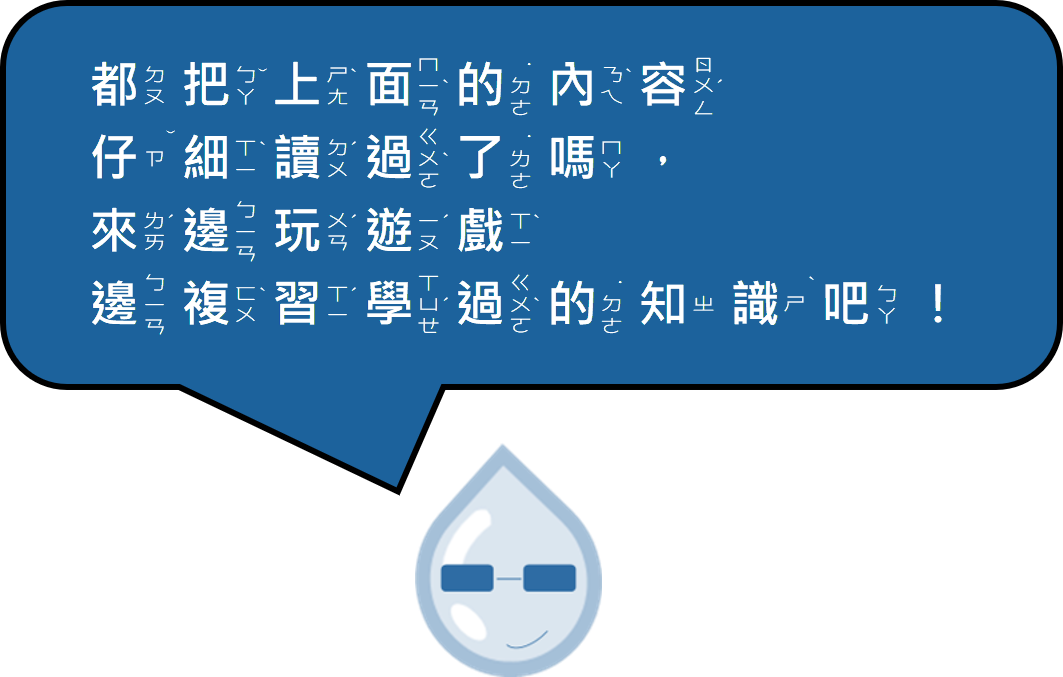 都把上面的內容
仔細讀過了嗎，
來邊玩遊戲
邊複習學過的知識吧！